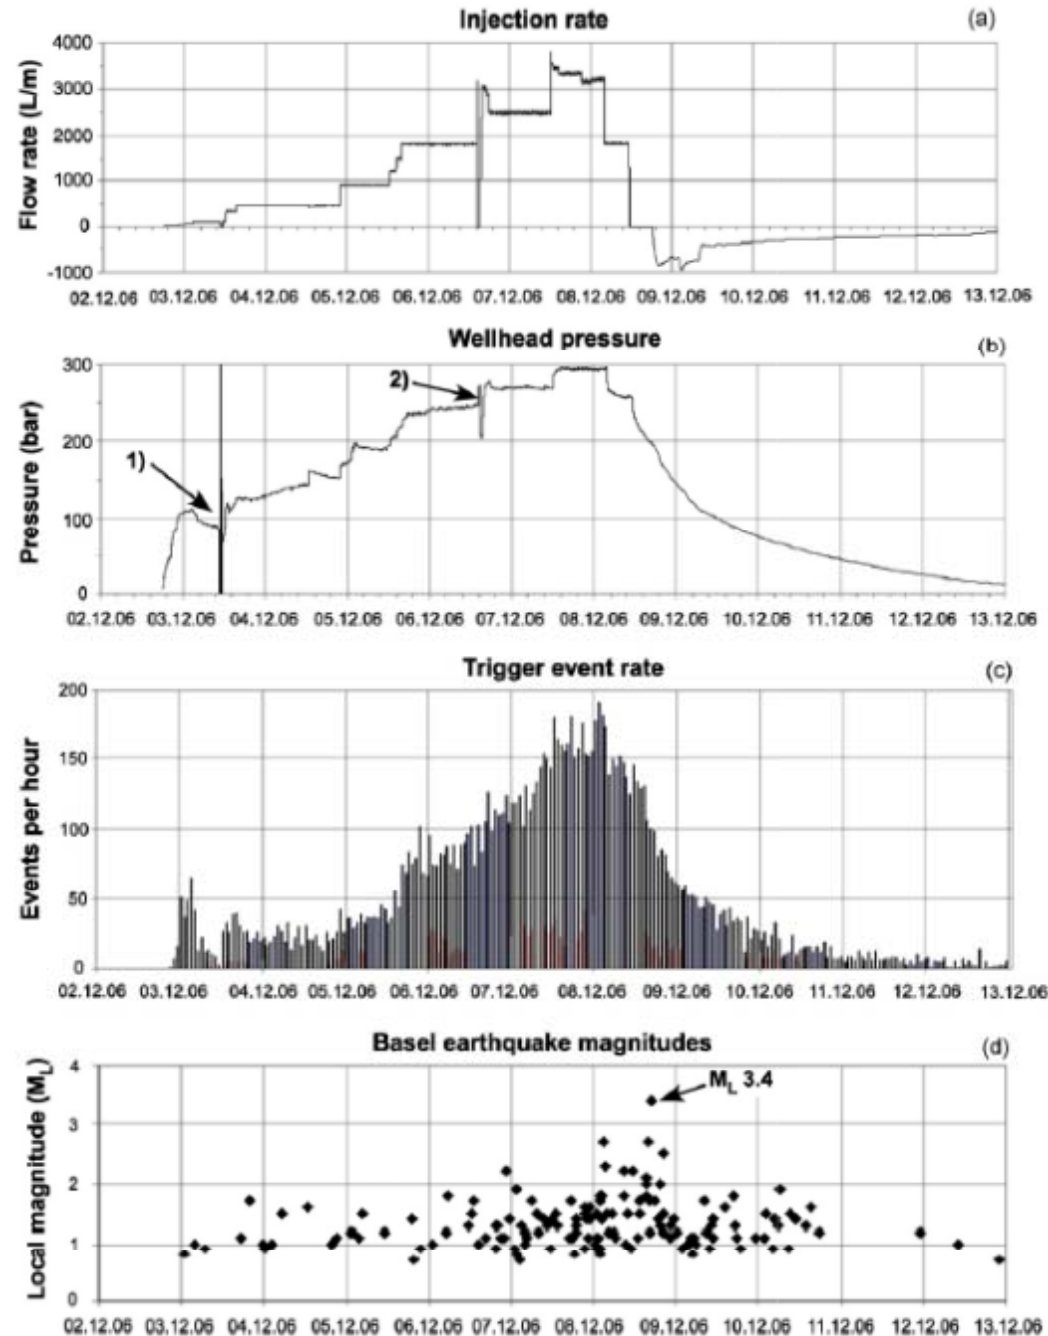 Injection rate
(a)
Flow rate (L/m)
4000
3000
2000
1000
0
-1000
02.12.06 03.12.06 04.12.06 05.12.06 06.12.06 07.12.06 08.12.06 09.12.06 10.12.06 11.12.06 12.12.06 13.12.06
Wellhead pressure
(b)
Pressure (bar)
300
200
100
0
1)
2)
02.12.06 03.12.06 04.12.06 05.12.06 06.12.06 07.12.06 08.12.06 09.12.06 10.12.06 11.12.06 12.12.06 13.12.06
Trigger event rate
(c)
Events per hour
200
150
100
50
0
02.12.06 03.12.06 04.12.06 05.12.06 06.12.06 07.12.06 08.12.06 09.12.06 10.12.06 11.12.06 12.12.06 13.12.06
Basel earthquake magnitudes
(d)
Local magnitude (ML)
4
3
2
1
0
ML 3.4
02.12.06 03.12.06 04.12.06 05.12.06 06.12.06 07.12.06 08.12.06 09.12.06 10.12.06 11.12.06 12.12.06 13.12.06